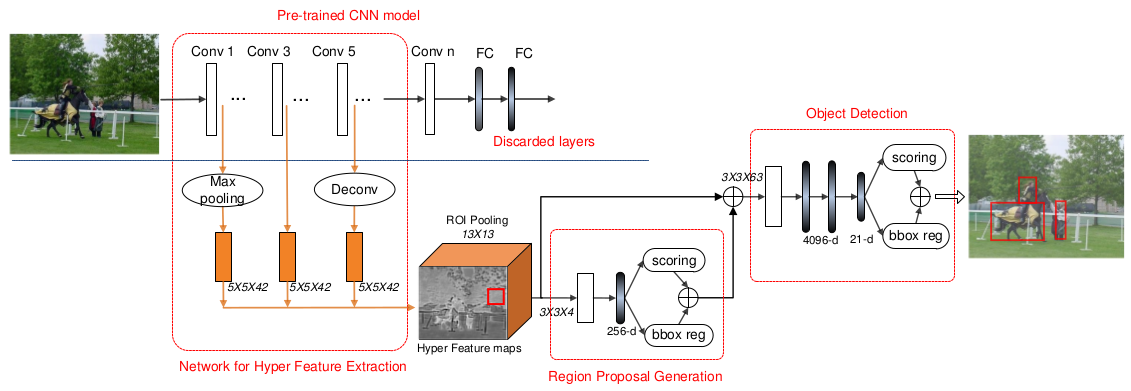 Pre-trained CNN model
Conv 1
Conv 3
Conv 5
Conv n
FC
FC
...
...
...
Discarded layers
Max
pooling
Deconv
5X5X42
5X5X42
5X5X42
Network for Hyper Feature Extraction
ROI Pooling
13X13
Hyper Feature maps
3X3X4
256-d
scoring
bbox reg
Region Proposal Generation
Object Detection
3X3X63
4096-d
21-d
scoring
bbox reg